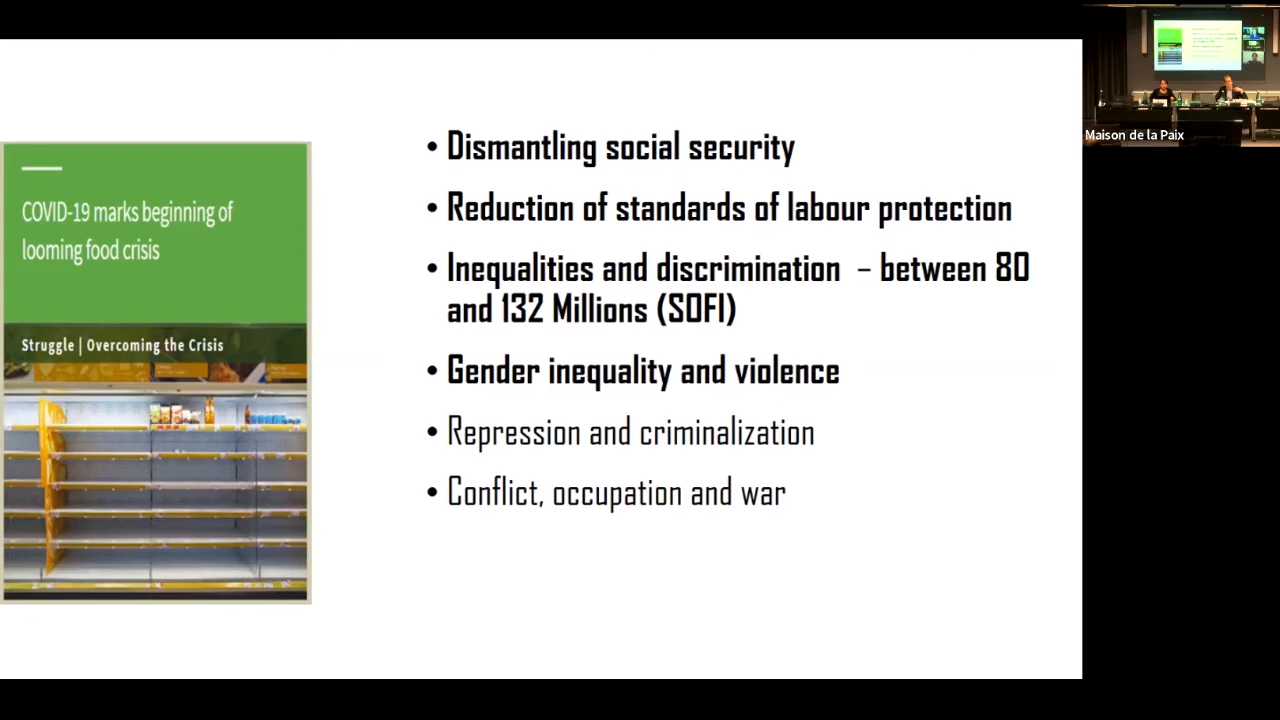 COVID-19 marks beginning of
looming food crisis
Struggle | Overcoming the Crisis
• Dismantling social security
• Reduction of standards of labour protection
• Inequalities and discrimination – between 80
and 132 Millions (SOFI)
• Gender inequality and violence
• Repression and criminalization
• Conflict, occupation and war
Maison de la Paix